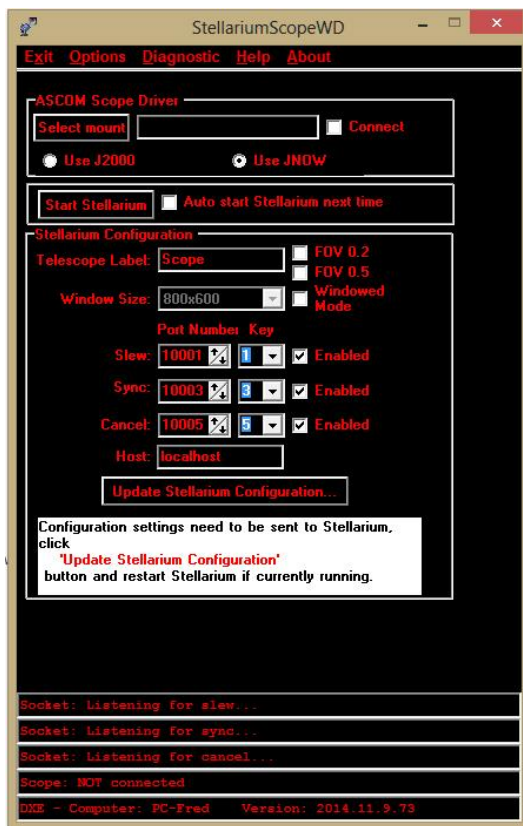 StellariumScopeWD
Exit Options Diagnostic Help About
ASCOM Scope Driver
Select mount Connect
Use J2000 Use JNOW
Start Stellarium Auto start Stellarium next time
Stellarium Configuration
Telescope Label: Scope FOV 0.2
FOV 0.5
Window Size: 800x600 Windowed Mode
Port Number Key
Slew: 10001 1 Enabled
Sync: 10003 3 Enabled
Cancel: 10005 5 Enabled
Host: localhost
Update Stellarium Configuration...
Configuration settings need to be sent to Stellarium,
click
'Update Stellarium Configuration'
button and restart Stellarium if currently running.
Socket: Listening for slew...
Socket: Listening for sync...
Socket: Listening for cancel...
Scope: NOT connected
DXE - Computer: PC-Fred Version: 2014.11.9.73